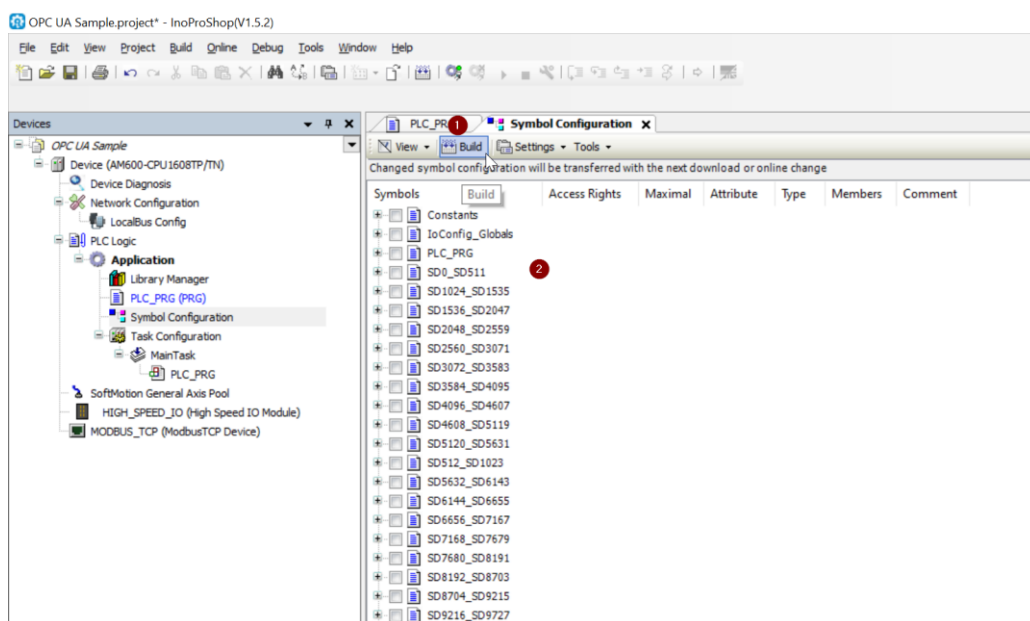 OPC UA Sample.project* - InoProShop(V1.5.2)
File Edit View Project Build Online Debug Tools Window Help
Devices
OPC UA Sample
Device (AM600-CPU1608TP/TN)
Device Diagnosis
Network Configuration
LocalBus Config
PLC Logic
Application
Library Manager
PLC_PRG (PRG)
Symbol Configuration
Task Configuration
MainTask
PLC_PRG
SoftMotion General Axis Pool
HIGH_SPEED_IO (High Speed IO Module)
MODBUS_TCP (ModbusTCP Device)
1
Symbol Configuration
View Build Settings Tools
Changed symbol configuration will be transferred with the next download or online change
Symbols Build Access Rights Maximal Attribute Type Members Comment
Constants
IoConfig_Globals
PLC_PRG
SD0_SD511
2
SD1024_SD1535
SD1536_SD2047
SD2048_SD2559
SD2560_SD3071
SD3072_SD3583
SD3584_SD4095
SD4096_SD4607
SD4608_SD5119
SD5120_SD5631
SD512_SD1023
SD5632_SD6143
SD6144_SD6655
SD6656_SD7167
SD7168_SD7679
SD7680_SD8191
SD8192_SD8703
SD8704_SD9215
SD9216_SD9727